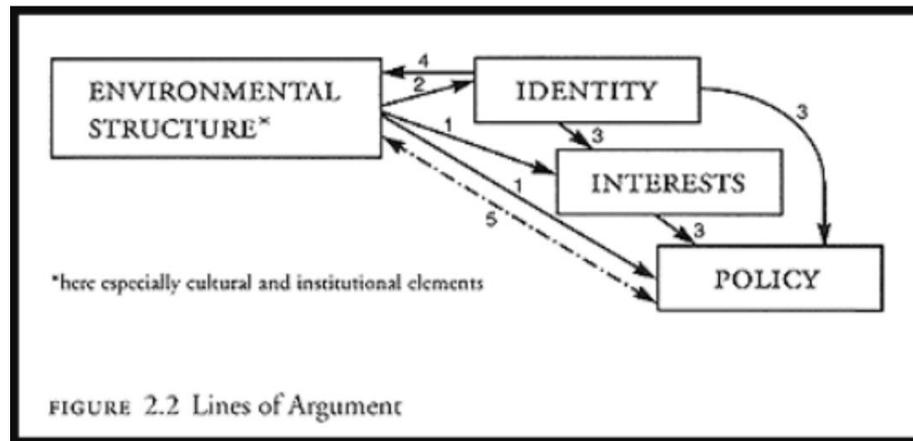 4
2
ENVIRONMENTAL
STRUCTURE*
IDENTITY
3
3
1
INTERESTS
1
5
3
POLICY
*here especially cultural and institutional elements
FIGURE 2.2 Lines of Argument